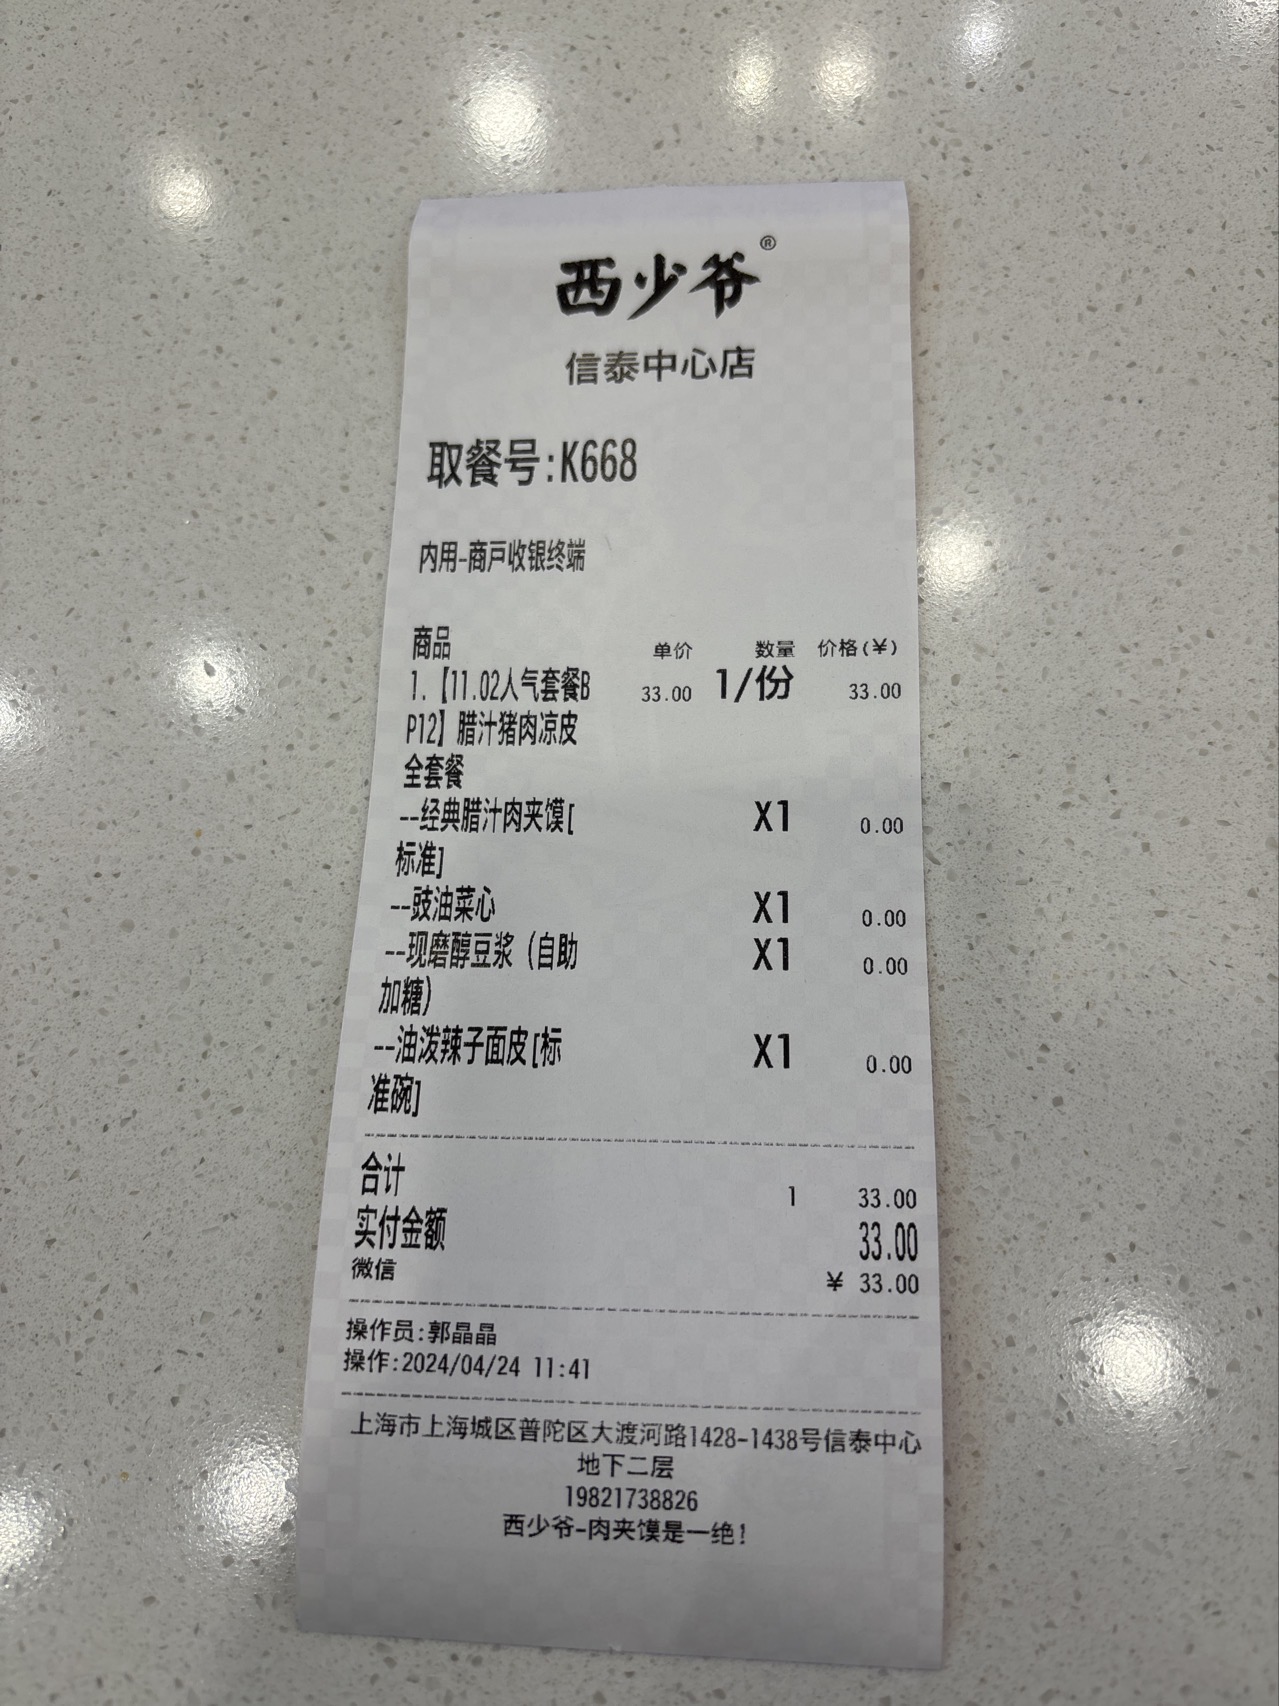 西少爷®
信泰中心店
取餐号:K668
内用-商戸收银终端
商品 单价 数量 价格(¥)
1.【11.02人气套餐B 33.00 1/份 33.00
P12】腊汁猪肉凉皮
全套餐
--经典腊汁肉夹馍[ X1 0.00
标准]
--豉油菜心 X1 0.00
--现磨醇豆浆（自助 X1 0.00
加糖）
--油泼辣子面皮[标 X1 0.00
准碗]
合计 1 33.00
实付金额 33.00
微信 ¥ 33.00
操作员:郭晶晶
操作:2024/04/24 11:41
上海市上海城区普陀区大渡河路1428-1438号信泰中心
地下二层
19821738826
西少爷-肉夹馍是一绝!